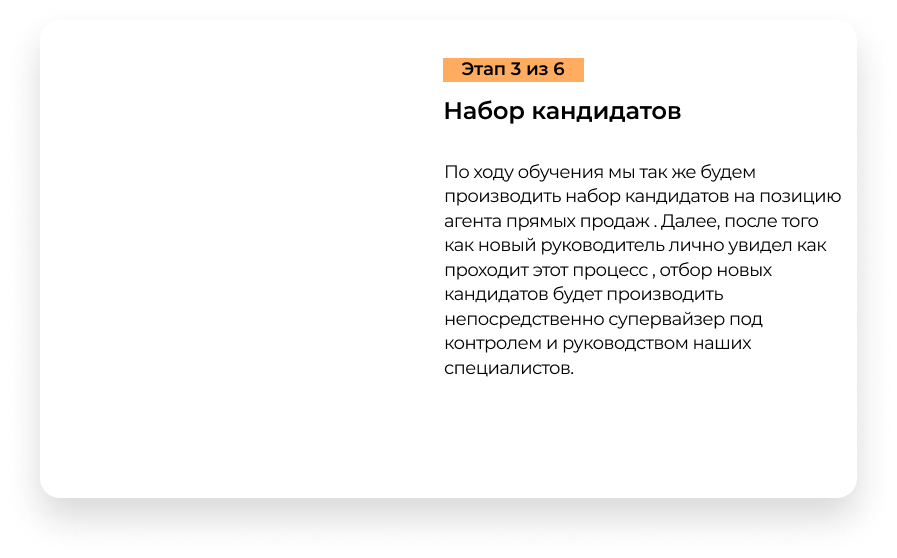 Этап 3 из 6
Набор кандидатов
По ходу обучения мы так же будем
производить набор кандидатов на позицию
агента прямых продаж . Далее, после того
как новый руководитель лично увидел как
проходит этот процесс , отбор новых
кандидатов будет производить
непосредственно супервайзер под
контролем и руководством наших
специалистов.